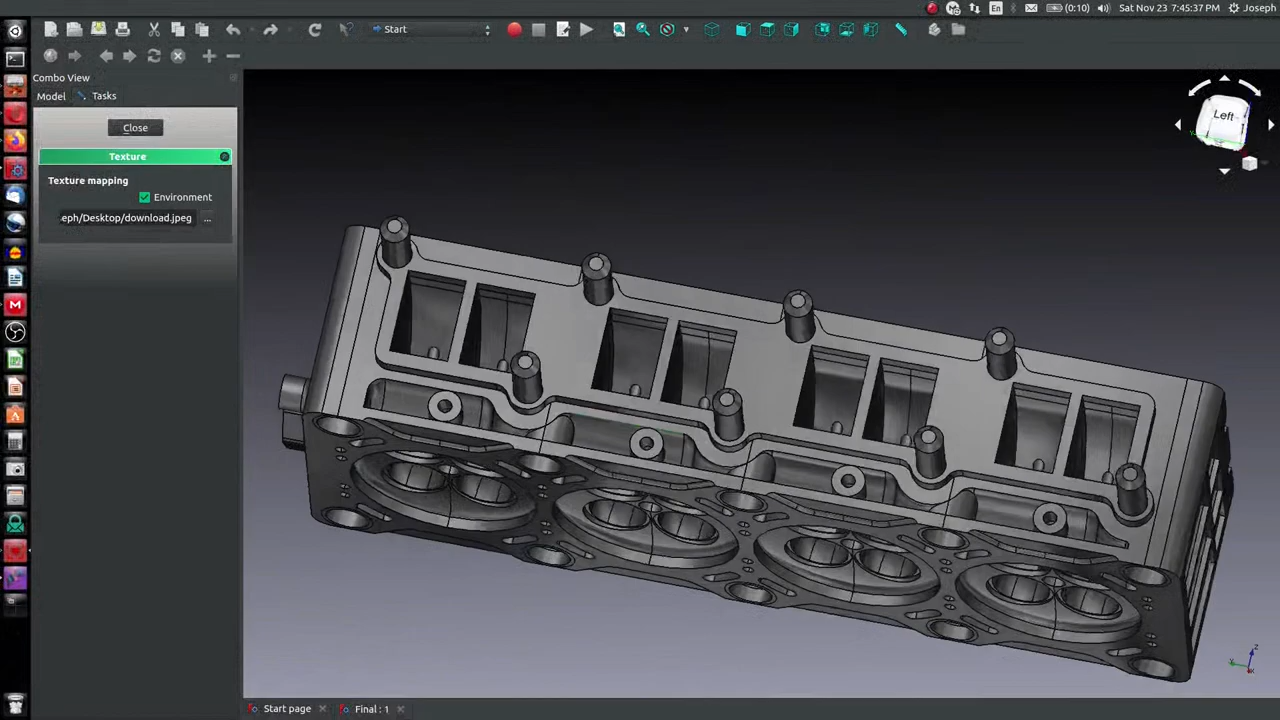 En
(0:10)
Sat Nov 23 7:45:37 PM
Joseph
Start
Combo View
Model
Tasks
Left
Close
Texture
Texture mapping
Environment
.eph/Desktop/download.jpeg
...
Start page
Final : 1